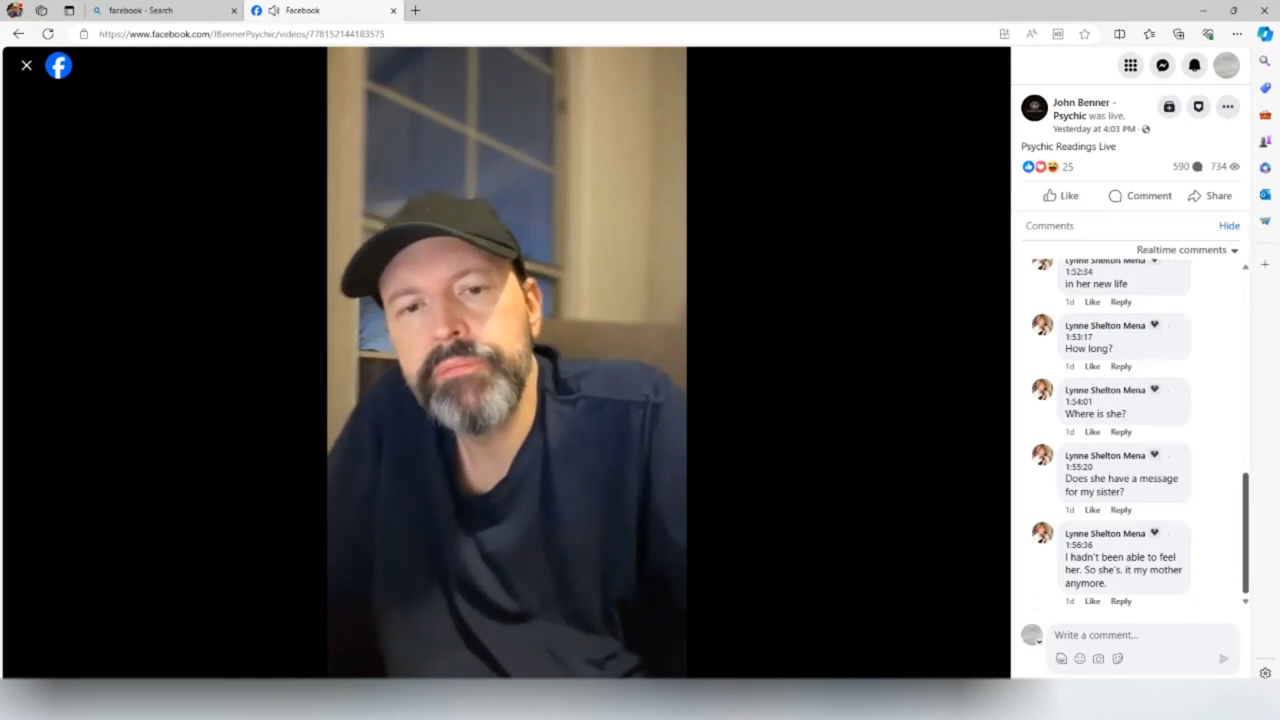 facebook - Search
Facebook
https://www.facebook.com/JBennerPsychic/videos/778152144183575
John Benner -
Psychic was live.
Yesterday at 4:03 PM ·
Psychic Readings Live
25
590
734
Like
Comment
Share
Comments
Hide
Realtime comments
Lynne Shelton Mena
1:52:34
in her new life
1d Like Reply
Lynne Shelton Mena
1:53:17
How long?
1d Like Reply
Lynne Shelton Mena
1:54:01
Where is she?
1d Like Reply
Lynne Shelton Mena
1:55:20
Does she have a message
for my sister?
1d Like Reply
Lynne Shelton Mena
1:56:36
I hadn't been able to feel
her. So she's. it my mother
anymore.
1d Like Reply
Write a comment...